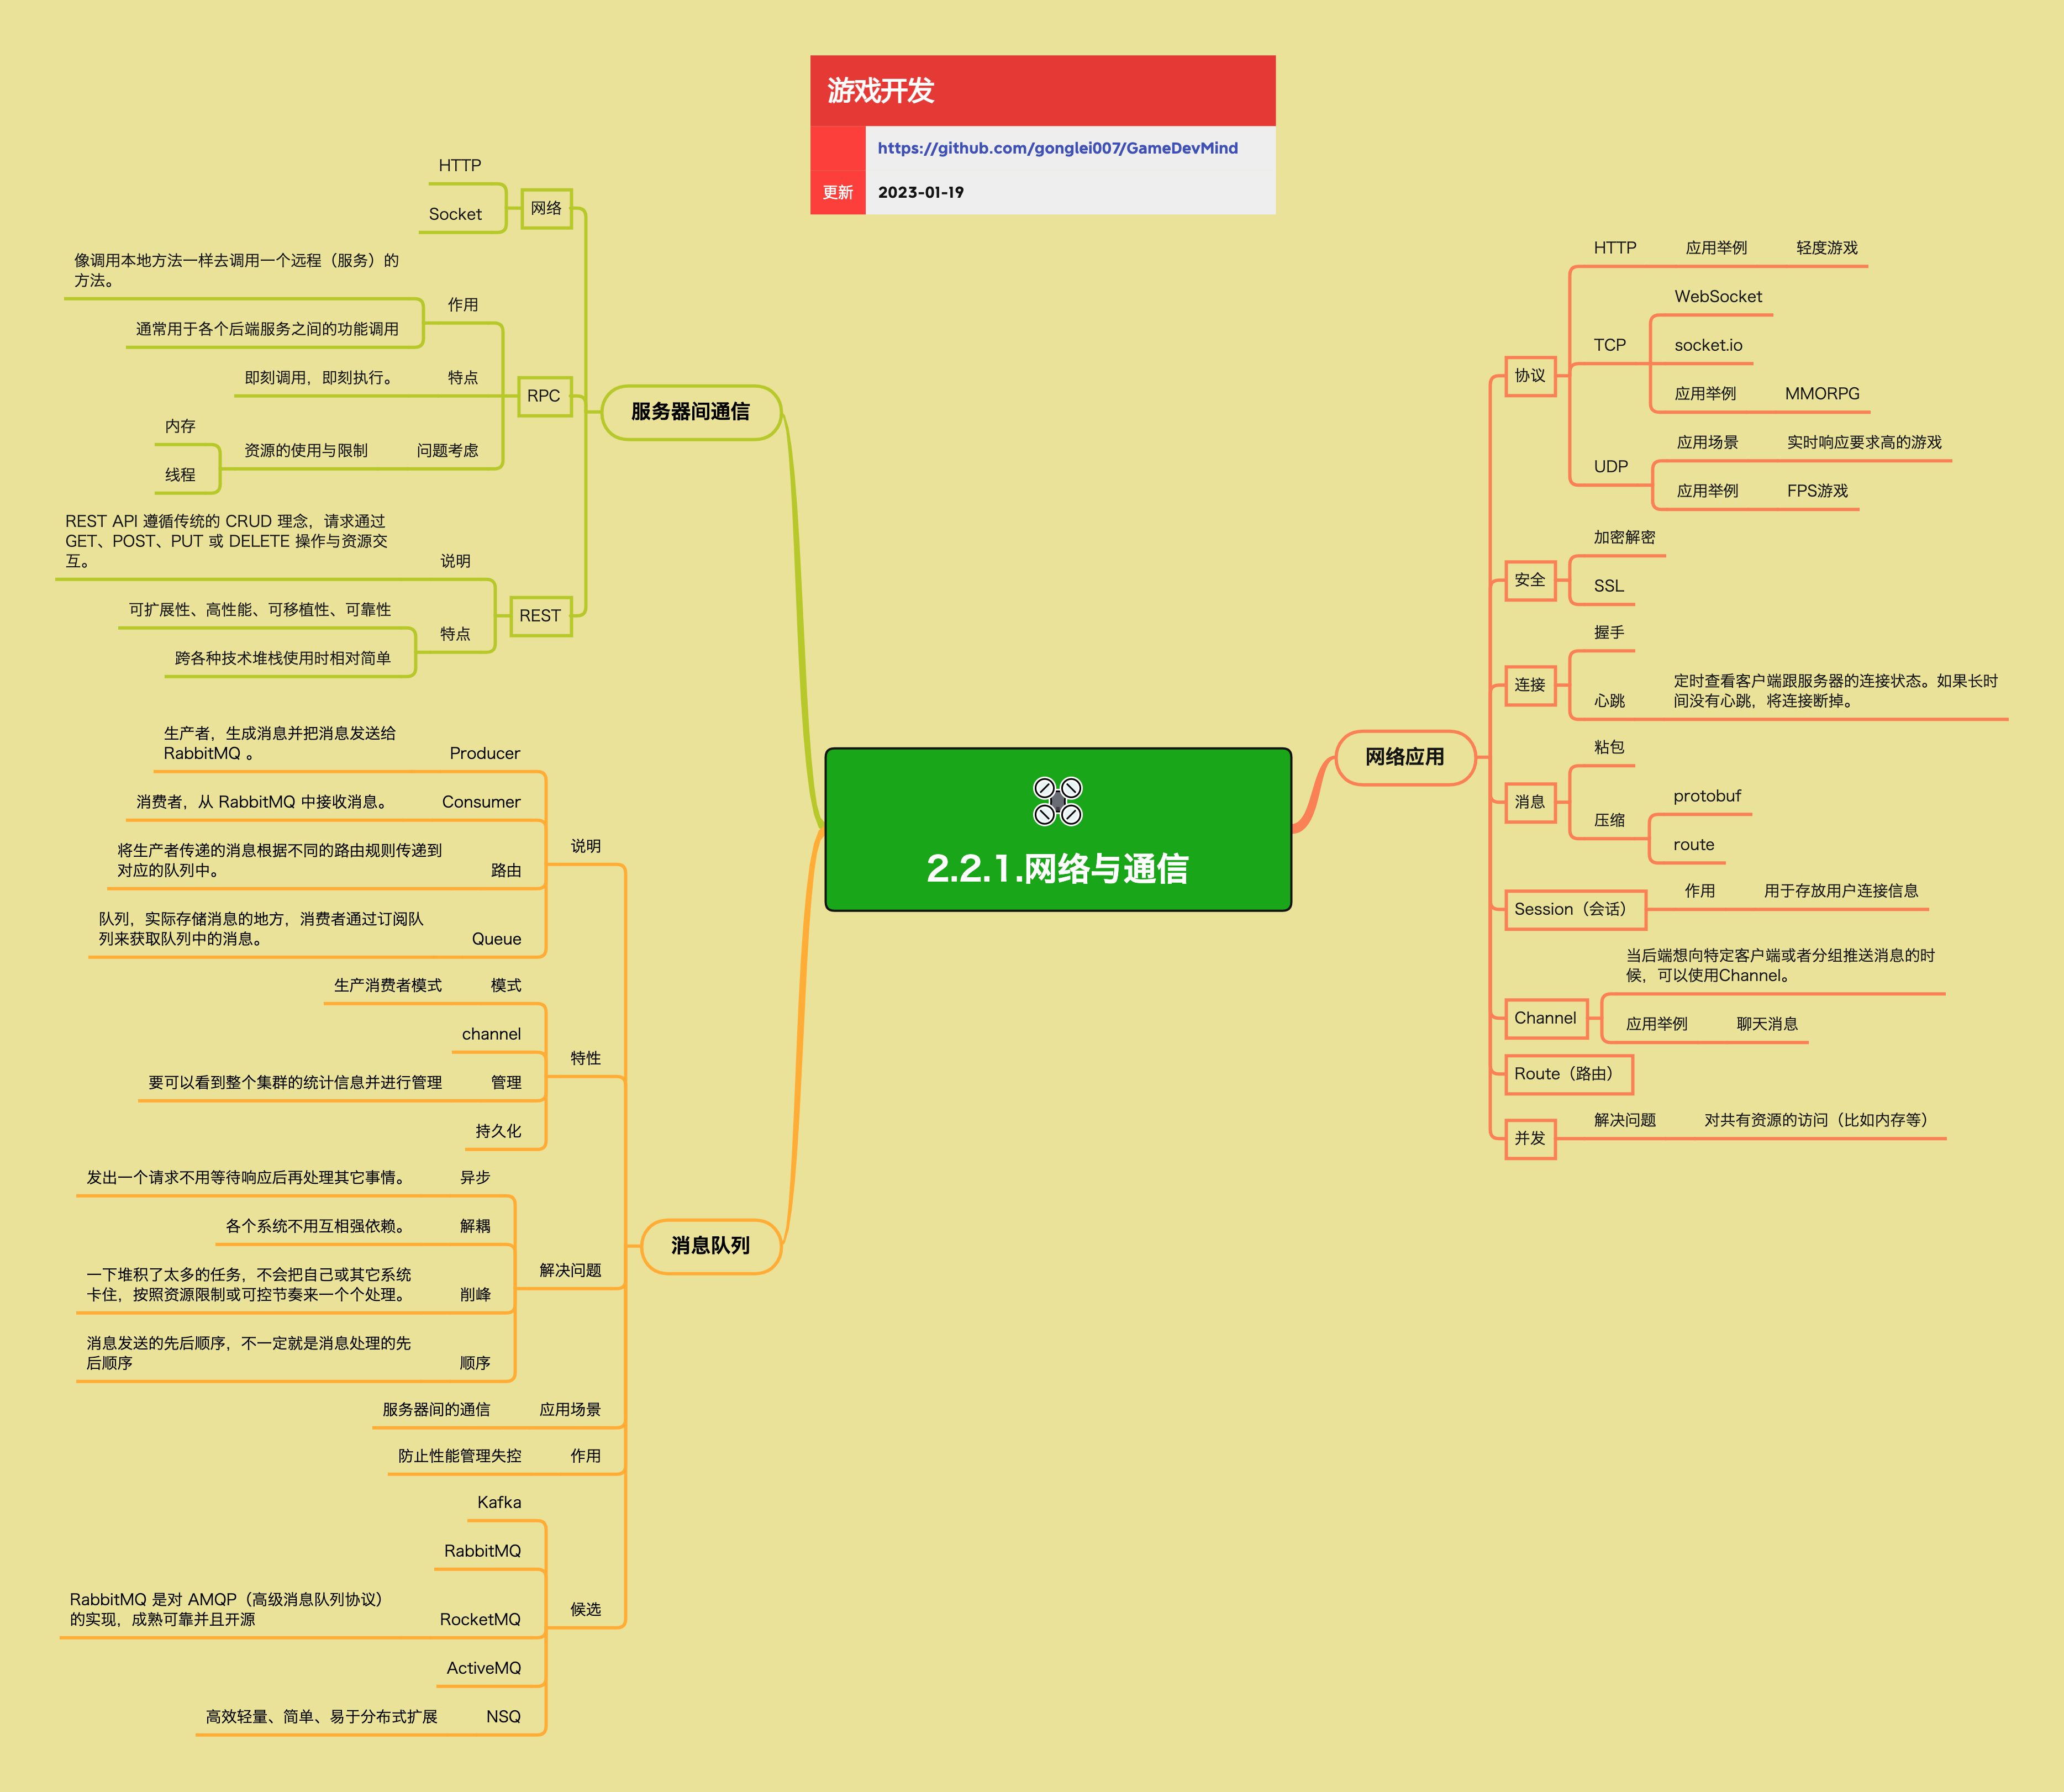 游戏开发
https://github.com/gonglei007/GameDevMind
更新
2023-01-19
2.2.1.网络与通信
服务器间通信
网络
HTTP
Socket
RPC
作用
像调用本地方法一样去调用一个远程（服务）的
方法。
通常用于各个后端服务之间的功能调用
特点
即刻调用，即刻执行。
问题考虑
资源的使用与限制
内存
线程
REST
说明
REST API 遵循传统的 CRUD 理念，请求通过
GET、POST、PUT 或 DELETE 操作与资源交
互。
特点
可扩展性、高性能、可移植性、可靠性
跨各种技术堆栈使用时相对简单
消息队列
说明
Producer
生产者，生成消息并把消息发送给
RabbitMQ 。
Consumer
消费者，从 RabbitMQ 中接收消息。
路由
将生产者传递的消息根据不同的路由规则传递到
对应的队列中。
Queue
队列，实际存储消息的地方，消费者通过订阅队
列来获取队列中的消息。
特性
模式
生产消费者模式
channel
管理
要可以看到整个集群的统计信息并进行管理
持久化
解决问题
异步
发出一个请求不用等待响应后再处理其它事情。
解耦
各个系统不用互相强依赖。
削峰
一下堆积了太多的任务，不会把自己或其它系统
卡住，按照资源限制或可控节奏来一个个处理。
顺序
消息发送的先后顺序，不一定就是消息处理的先
后顺序
应用场景
服务器间的通信
作用
防止性能管理失控
候选
Kafka
RabbitMQ
RocketMQ
RabbitMQ 是对 AMQP（高级消息队列协议）
的实现，成熟可靠并且开源
ActiveMQ
NSQ
高效轻量、简单、易于分布式扩展
网络应用
协议
HTTP
应用举例
轻度游戏
TCP
WebSocket
socket.io
应用举例
MMORPG
UDP
应用场景
实时响应要求高的游戏
应用举例
FPS游戏
安全
加密解密
SSL
连接
握手
心跳
定时查看客户端跟服务器的连接状态。如果长时
间没有心跳，将连接断掉。
消息
粘包
压缩
protobuf
route
Session（会话）
作用
用于存放用户连接信息
Channel
当后端想向特定客户端或者分组推送消息的时
候，可以使用Channel。
应用举例
聊天消息
Route（路由）
并发
解决问题
对共有资源的访问（比如内存等）